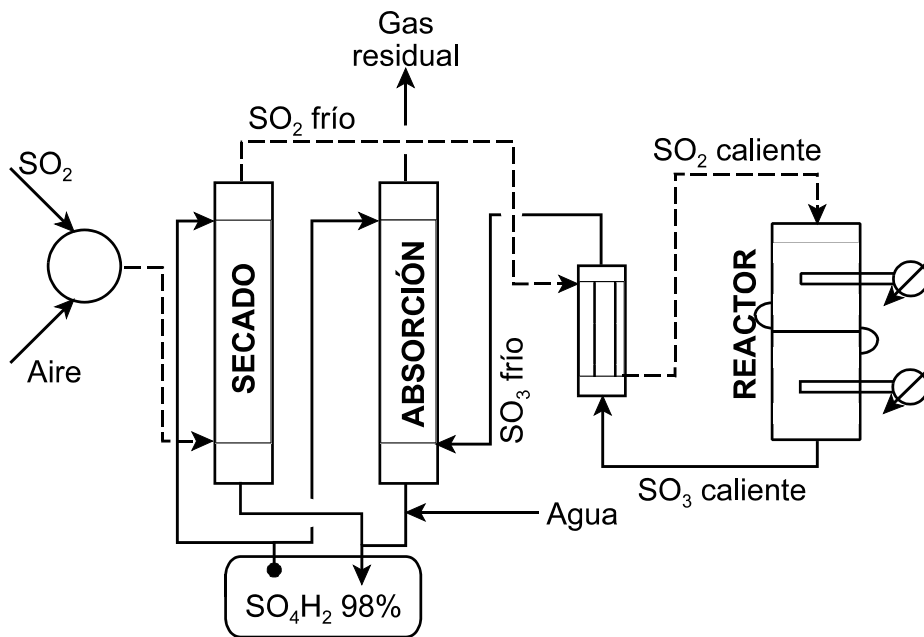 Gas
residual
SO₂ frío
SO₂ caliente
SO₂
SECADO
ABSORCIÓN
REACTOR
Aire
SO₃ frío
SO₃ caliente
Agua
SO₄H₂ 98%